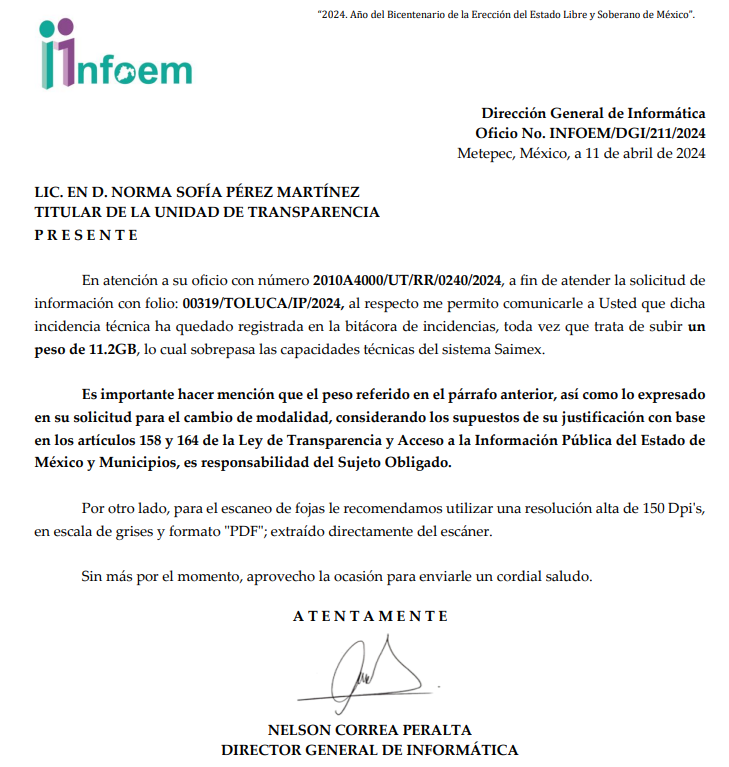 “2024. Año del Bicentenario de la Erección del Estado Libre y Soberano de México”.
infoem
Dirección General de Informática
Oficio No. INFOEM/DGI/211/2024
Metepec, México, a 11 de abril de 2024
LIC. EN D. NORMA SOFÍA PÉREZ MARTÍNEZ
TITULAR DE LA UNIDAD DE TRANSPARENCIA
P R E S E N T E
En atención a su oficio con número 2010A4000/UT/RR/0240/2024, a fin de atender la solicitud de
información con folio: 00319/TOLUCA/IP/2024, al respecto me permito comunicarle a Usted que dicha
incidencia técnica ha quedado registrada en la bitácora de incidencias, toda vez que trata de subir un
peso de 11.2GB, lo cual sobrepasa las capacidades técnicas del sistema Saimex.
Es importante hacer mención que el peso referido en el párrafo anterior, así como lo expresado
en su solicitud para el cambio de modalidad, considerando los supuestos de su justificación con base
en los artículos 158 y 164 de la Ley de Transparencia y Acceso a la Información Pública del Estado de
México y Municipios, es responsabilidad del Sujeto Obligado.
Por otro lado, para el escaneo de fojas le recomendamos utilizar una resolución alta de 150 Dpi's,
en escala de grises y formato "PDF"; extraído directamente del escáner.
Sin más por el momento, aprovecho la ocasión para enviarle un cordial saludo.
A T E N T A M E N T E
NELSON CORREA PERALTA
DIRECTOR GENERAL DE INFORMÁTICA